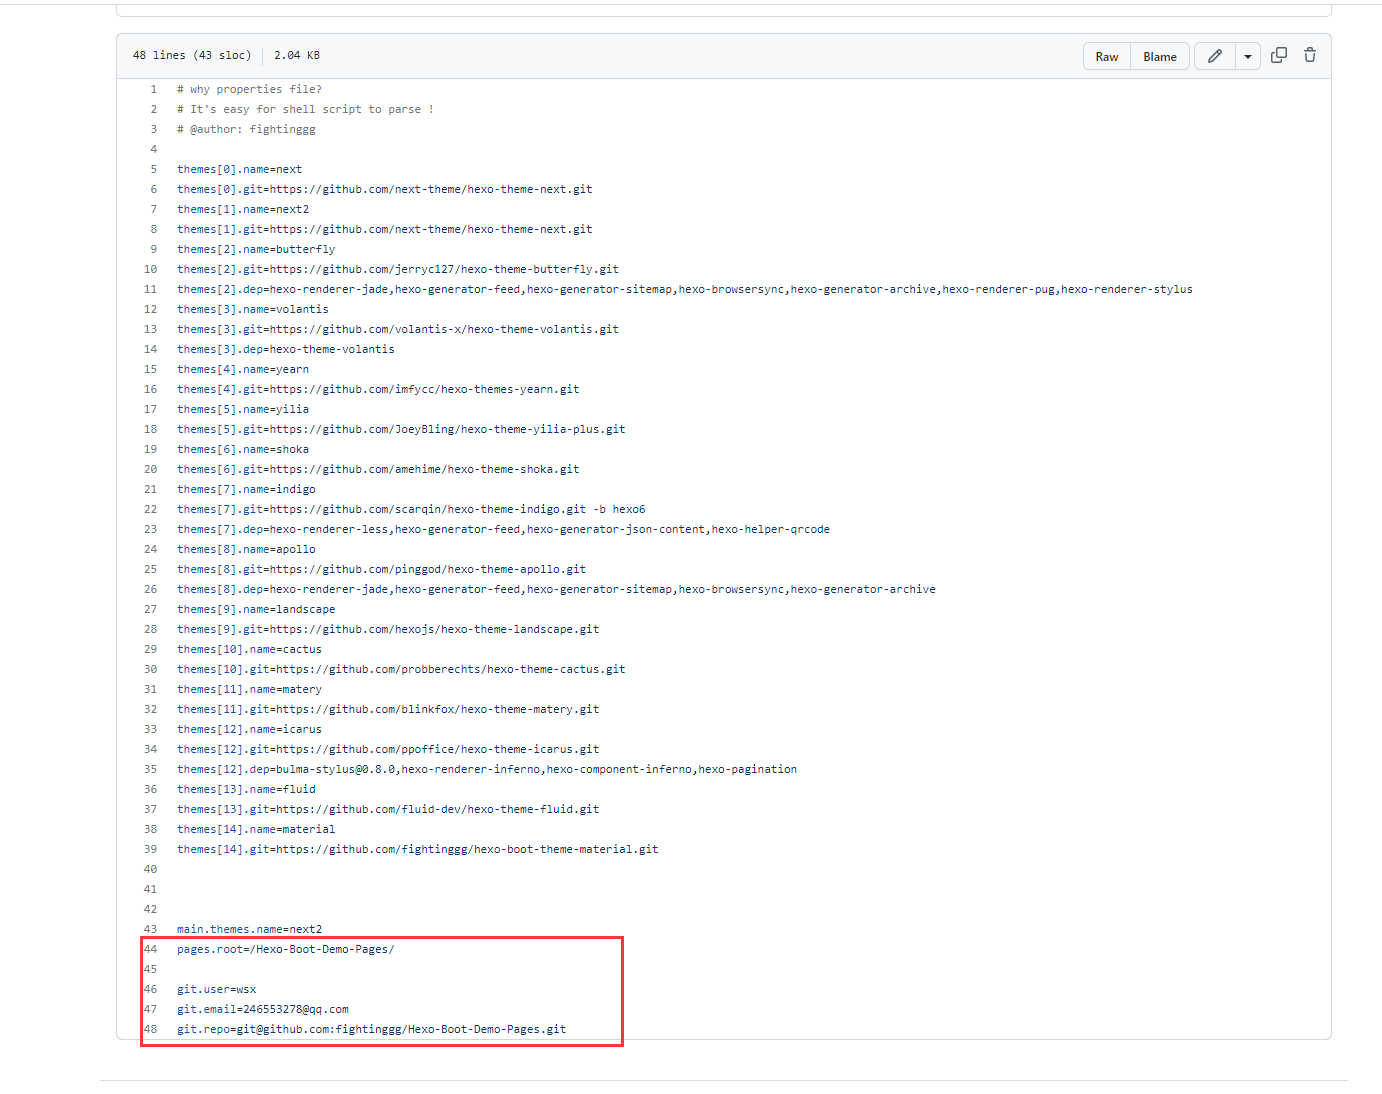 48 lines (43 sloc) 2.04 KB Raw Blame
1 # why properties file?
2 # It's easy for shell script to parse !
3 # @author: fightinggg
4
5 themes[0].name=next
6 themes[0].git=https://github.com/next-theme/hexo-theme-next.git
7 themes[1].name=next2
8 themes[1].git=https://github.com/next-theme/hexo-theme-next.git
9 themes[2].name=butterfly
10 themes[2].git=https://github.com/jerryc127/hexo-theme-butterfly.git
11 themes[2].dep=hexo-renderer-jade,hexo-generator-feed,hexo-generator-sitemap,hexo-browsersync,hexo-generator-archive,hexo-renderer-pug,hexo-renderer-stylus
12 themes[3].name=volantis
13 themes[3].git=https://github.com/volantis-x/hexo-theme-volantis.git
14 themes[3].dep=hexo-theme-volantis
15 themes[4].name=yearn
16 themes[4].git=https://github.com/imfycc/hexo-themes-yearn.git
17 themes[5].name=yilia
18 themes[5].git=https://github.com/JoeyBling/hexo-theme-yilia-plus.git
19 themes[6].name=shoka
20 themes[6].git=https://github.com/amehime/hexo-theme-shoka.git
21 themes[7].name=indigo
22 themes[7].git=https://github.com/scarqin/hexo-theme-indigo.git -b hexo6
23 themes[7].dep=hexo-renderer-less,hexo-generator-feed,hexo-generator-json-content,hexo-helper-qrcode
24 themes[8].name=apollo
25 themes[8].git=https://github.com/pinggod/hexo-theme-apollo.git
26 themes[8].dep=hexo-renderer-jade,hexo-generator-feed,hexo-generator-sitemap,hexo-browsersync,hexo-generator-archive
27 themes[9].name=landscape
28 themes[9].git=https://github.com/hexojs/hexo-theme-landscape.git
29 themes[10].name=cactus
30 themes[10].git=https://github.com/probberechts/hexo-theme-cactus.git
31 themes[11].name=matery
32 themes[11].git=https://github.com/blinkfox/hexo-theme-matery.git
33 themes[12].name=icarus
34 themes[12].git=https://github.com/ppoffice/hexo-theme-icarus.git
35 themes[12].dep=bulma-stylus@0.8.0,hexo-renderer-inferno,hexo-component-inferno,hexo-pagination
36 themes[13].name=fluid
37 themes[13].git=https://github.com/fluid-dev/hexo-theme-fluid.git
38 themes[14].name=material
39 themes[14].git=https://github.com/fightinggg/hexo-boot-theme-material.git
40
41
42
43 main.themes.name=next2
44 pages.root=/Hexo-Boot-Demo-Pages/
45
46 git.user=wsx
47 git.email=246553278@qq.com
48 git.repo=git@github.com:fightinggg/Hexo-Boot-Demo-Pages.git